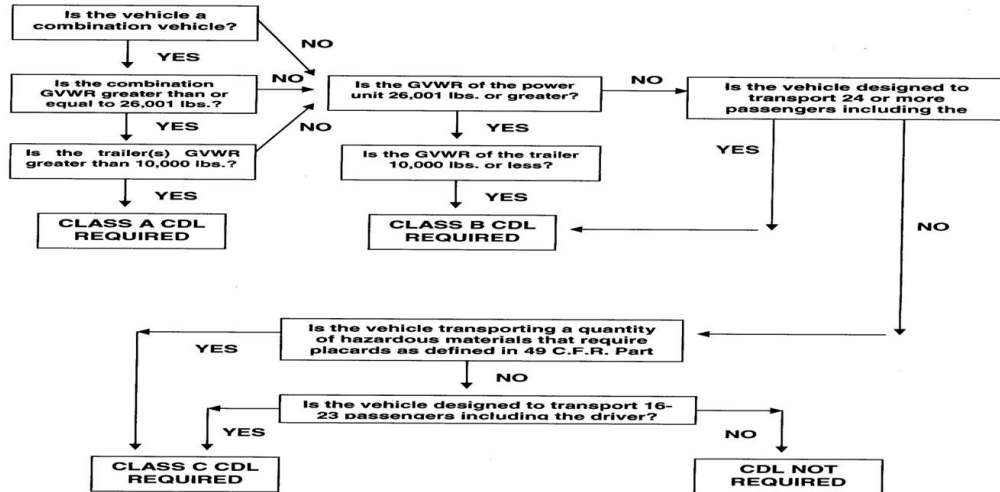 Is the vehicle a
combination vehicle?
NO
YES
Is the combination
GVWR greater than or
equal to 26,001 lbs.?
NO
Is the GVWR of the power
unit 26,001 lbs. or greater?
NO
Is the vehicle designed to
transport 24 or more
passengers including the
YES
NO
YES
YES
Is the trailer(s) GVWR
greater than 10,000 lbs.?
Is the GVWR of the trailer
10,000 lbs. or less?
YES
YES
CLASS A CDL
REQUIRED
CLASS B CDL
REQUIRED
NO
Is the vehicle transporting a quantity
of hazardous materials that require
placards as defined in 49 C.F.R. Part
YES
NO
Is the vehicle designed to transport 16-
23 passengers including the driver?
YES
NO
CLASS C CDL
REQUIRED
CDL NOT
REQUIRED